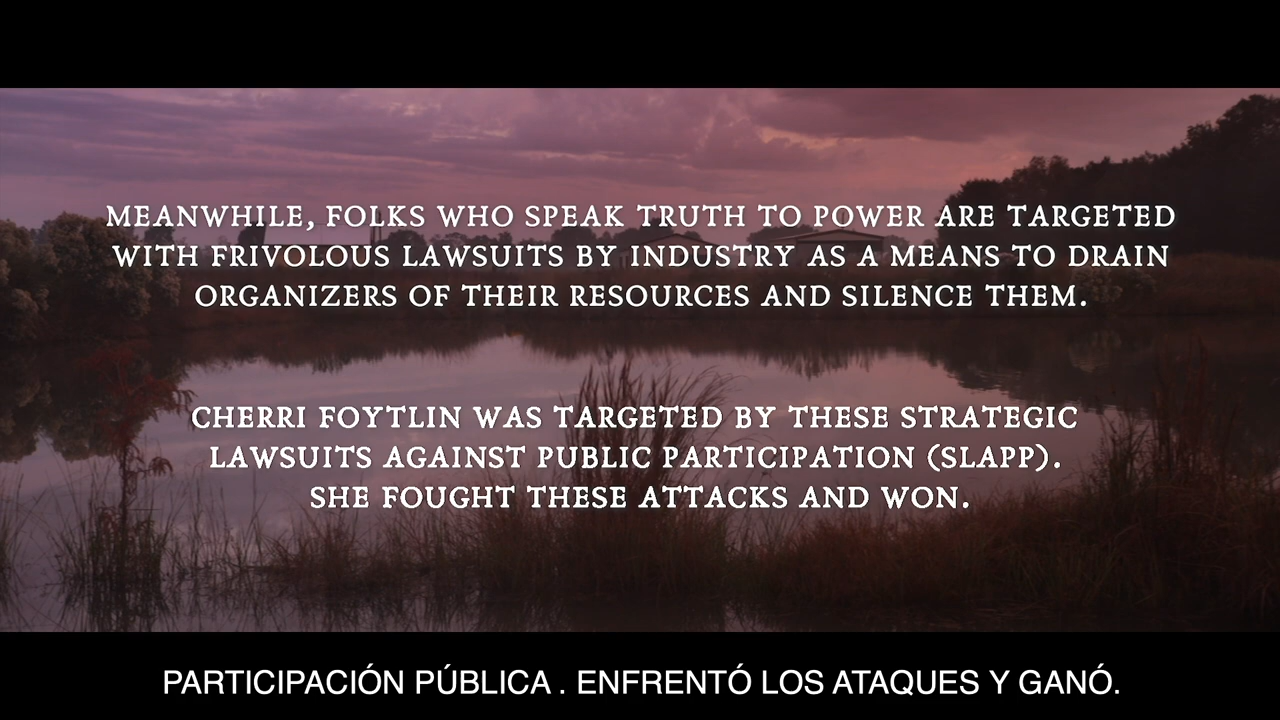 MEANWHILE, FOLKS WHO SPEAK TRUTH TO POWER ARE TARGETED
WITH FRIVOLOUS LAWSUITS BY INDUSTRY AS A MEANS TO DRAIN
ORGANIZERS OF THEIR RESOURCES AND SILENCE THEM.
CHERRI FOYTLIN WAS TARGETED BY THESE STRATEGIC
LAWSUITS AGAINST PUBLIC PARTICIPATION (SLAPP).
SHE FOUGHT THESE ATTACKS AND WON.
PARTICIPACIÓN PÚBLICA . ENFRENTÓ LOS ATAQUES Y GANÓ.